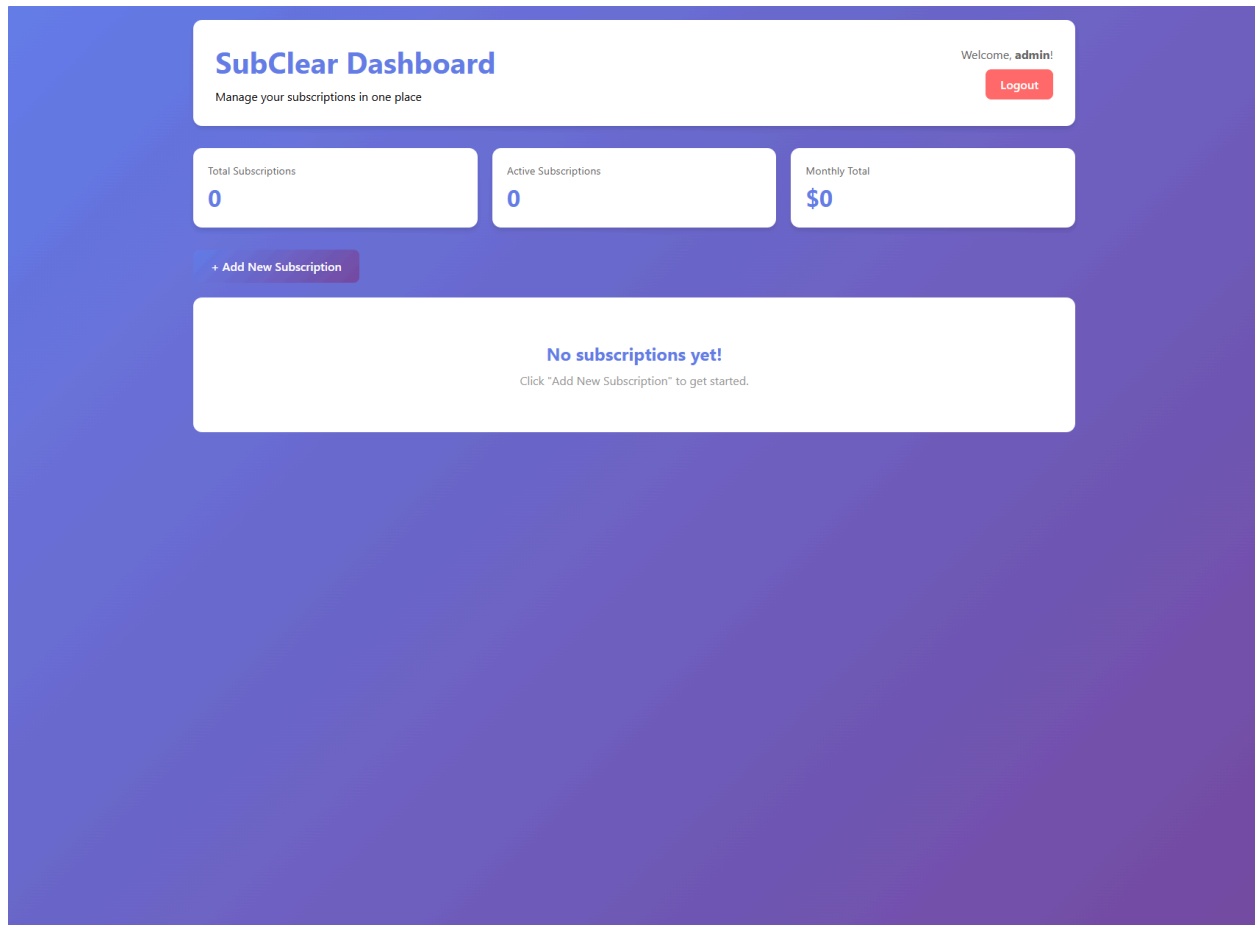 SubClear Dashboard
Manage your subscriptions in one place
Welcome, admin!
Logout
Total Subscriptions
0
Active Subscriptions
0
Monthly Total
$0
+ Add New Subscription
No subscriptions yet!
Click "Add New Subscription" to get started.